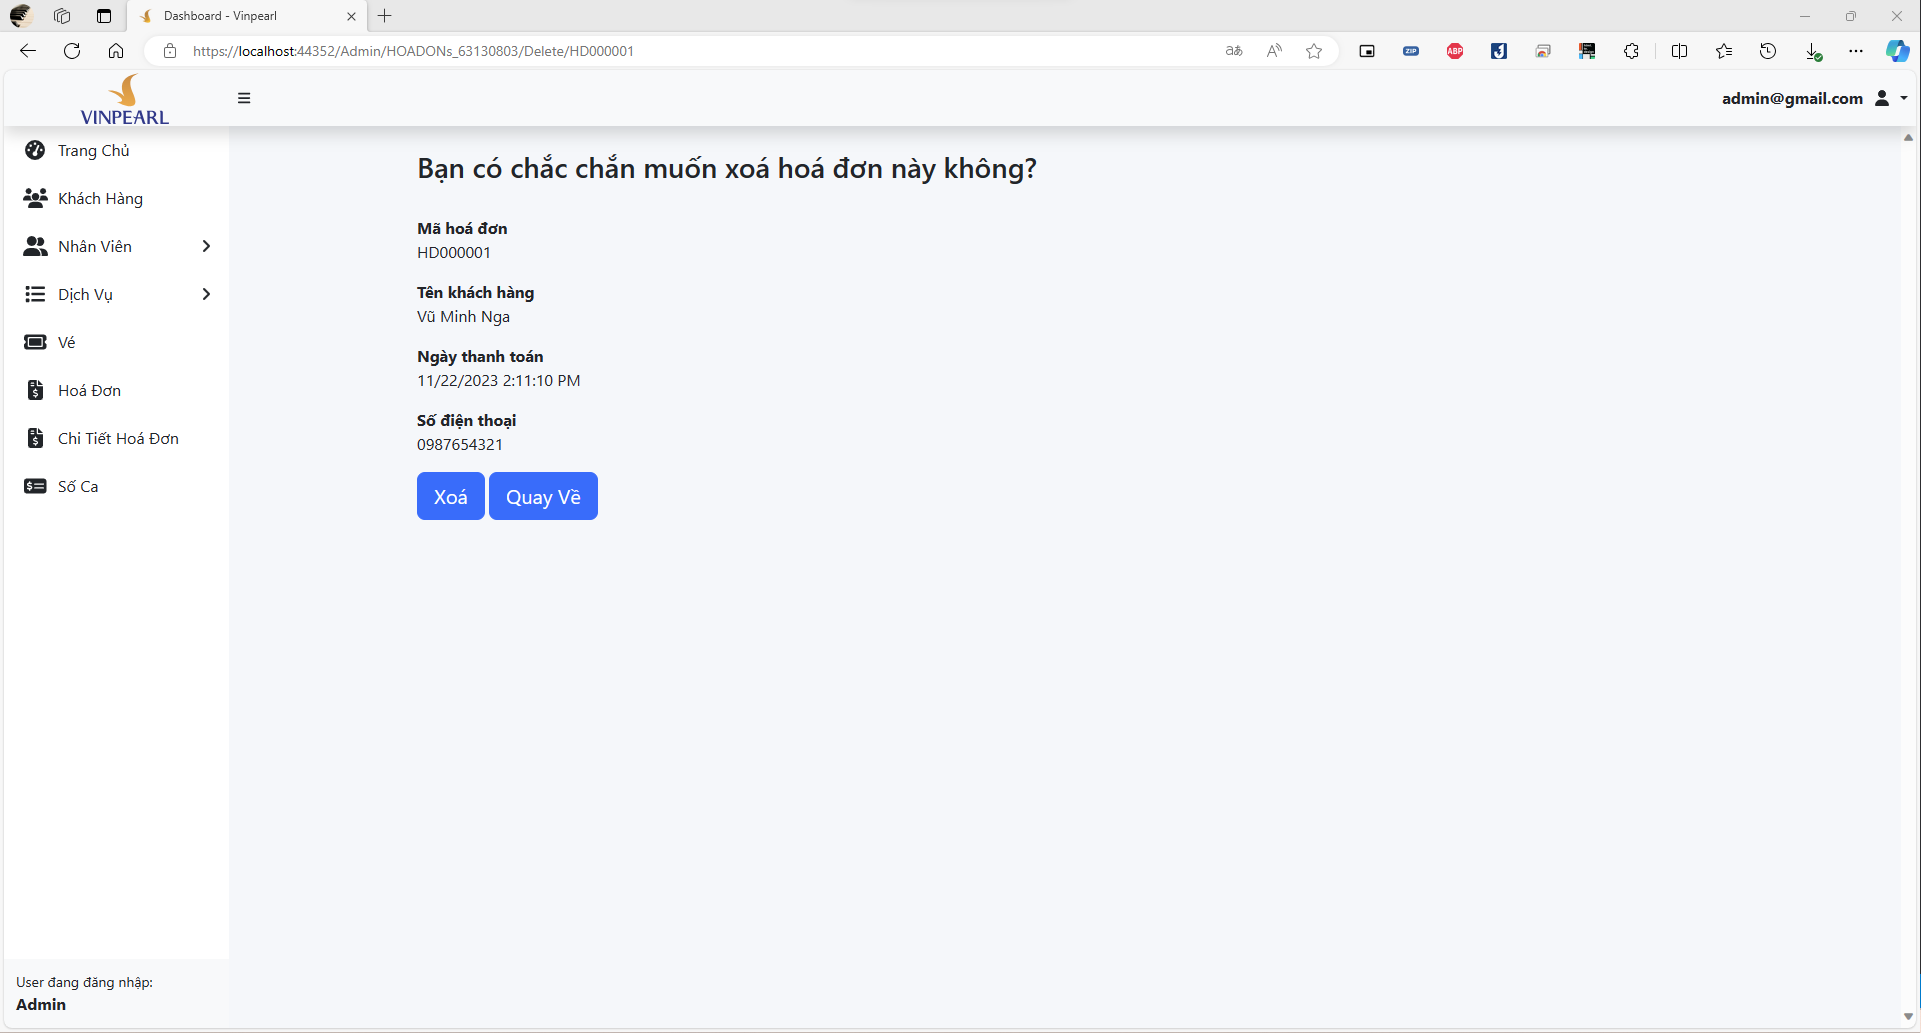 Dashboard - Vinpearl
https://localhost:44352/Admin/HOADONs_63130803/Delete/HD000001
ZIP
ABP
VINPEARL
admin@gmail.com
Trang Chủ
Khách Hàng
Nhân Viên
Dịch Vụ
Vé
Hoá Đơn
Chi Tiết Hoá Đơn
Số Ca
Bạn có chắc chắn muốn xoá hoá đơn này không?
Mã hoá đơn
HD000001
Tên khách hàng
Vũ Minh Nga
Ngày thanh toán
11/22/2023 2:11:10 PM
Số điện thoại
0987654321
Xoá
Quay Về
User đang đăng nhập:
Admin